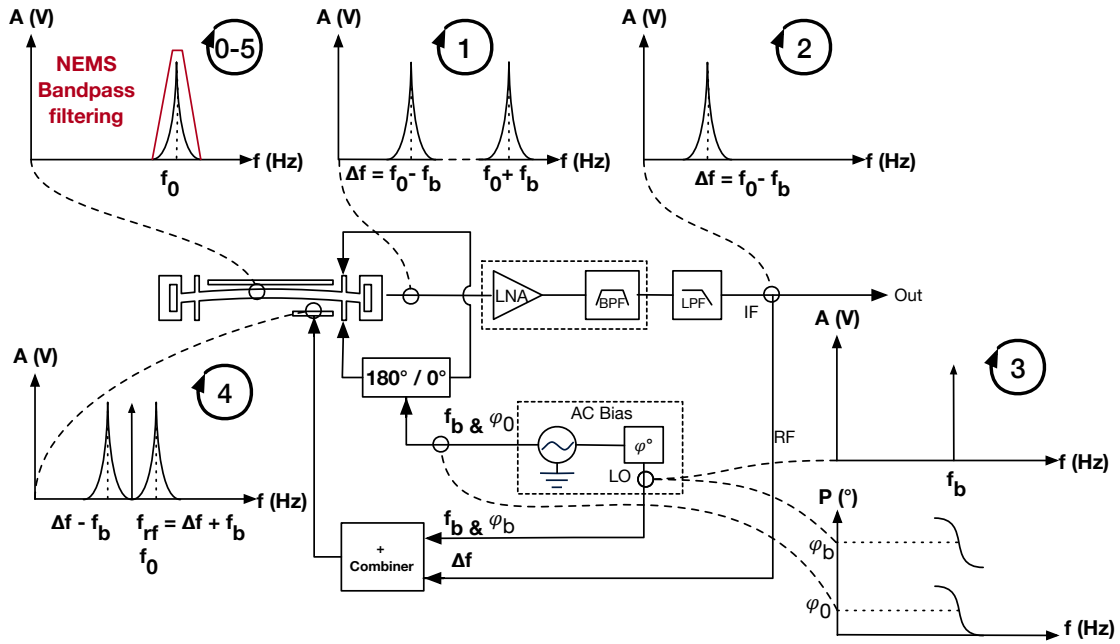 A (V)
0-5
NEMS
Bandpass
filtering
f (Hz)
f0
A (V)
1
f (Hz)
Δf = f0- fb
f0+ fb
A (V)
2
f (Hz)
Δf = f0- fb
LNA
BPF
LPF
IF
Out
180° / 0°
A (V)
4
f (Hz)
Δf - fb
frf = Δf + fb
f0
AC Bias
fb & φ0
φ°
LO
RF
fb & φb
Δf
+
Combiner
A (V)
3
f (Hz)
fb
P (°)
φb
φ0
f (Hz)